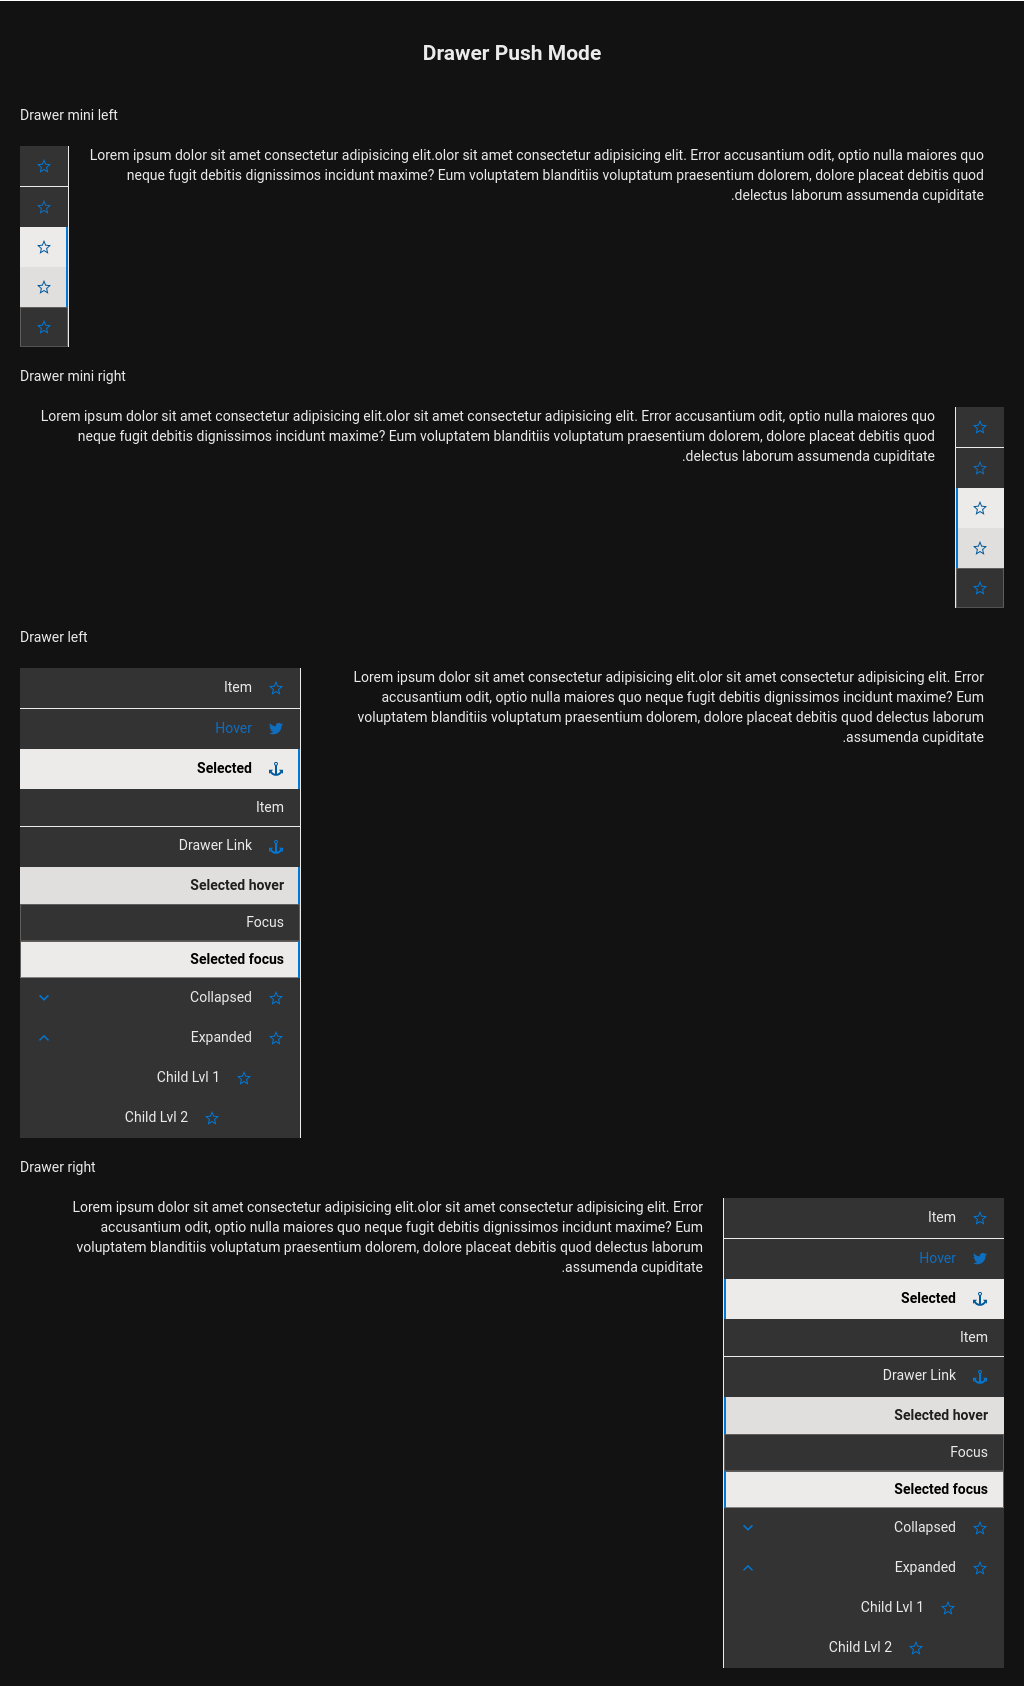 Drawer Push Mode
Drawer mini left
Lorem ipsum dolor sit amet consectetur adipisicing elit.olor sit amet consectetur adipisicing elit. Error accusantium odit, optio nulla maiores quo
neque fugit debitis dignissimos incidunt maxime? Eum voluptatem blanditiis voluptatum praesentium dolorem, dolore placeat debitis quod
.delectus laborum assumenda cupiditate
Drawer mini right
Lorem ipsum dolor sit amet consectetur adipisicing elit.olor sit amet consectetur adipisicing elit. Error accusantium odit, optio nulla maiores quo
neque fugit debitis dignissimos incidunt maxime? Eum voluptatem blanditiis voluptatum praesentium dolorem, dolore placeat debitis quod
.delectus laborum assumenda cupiditate
Drawer left
Item
Hover
Selected
Item
Drawer Link
Selected hover
Focus
Selected focus
Collapsed
Expanded
Child Lvl 1
Child Lvl 2
Lorem ipsum dolor sit amet consectetur adipisicing elit.olor sit amet consectetur adipisicing elit. Error
accusantium odit, optio nulla maiores quo neque fugit debitis dignissimos incidunt maxime? Eum
voluptatem blanditiis voluptatum praesentium dolorem, dolore placeat debitis quod delectus laborum
.assumenda cupiditate
Drawer right
Lorem ipsum dolor sit amet consectetur adipisicing elit.olor sit amet consectetur adipisicing elit. Error
accusantium odit, optio nulla maiores quo neque fugit debitis dignissimos incidunt maxime? Eum
voluptatem blanditiis voluptatum praesentium dolorem, dolore placeat debitis quod delectus laborum
.assumenda cupiditate
Item
Hover
Selected
Item
Drawer Link
Selected hover
Focus
Selected focus
Collapsed
Expanded
Child Lvl 1
Child Lvl 2